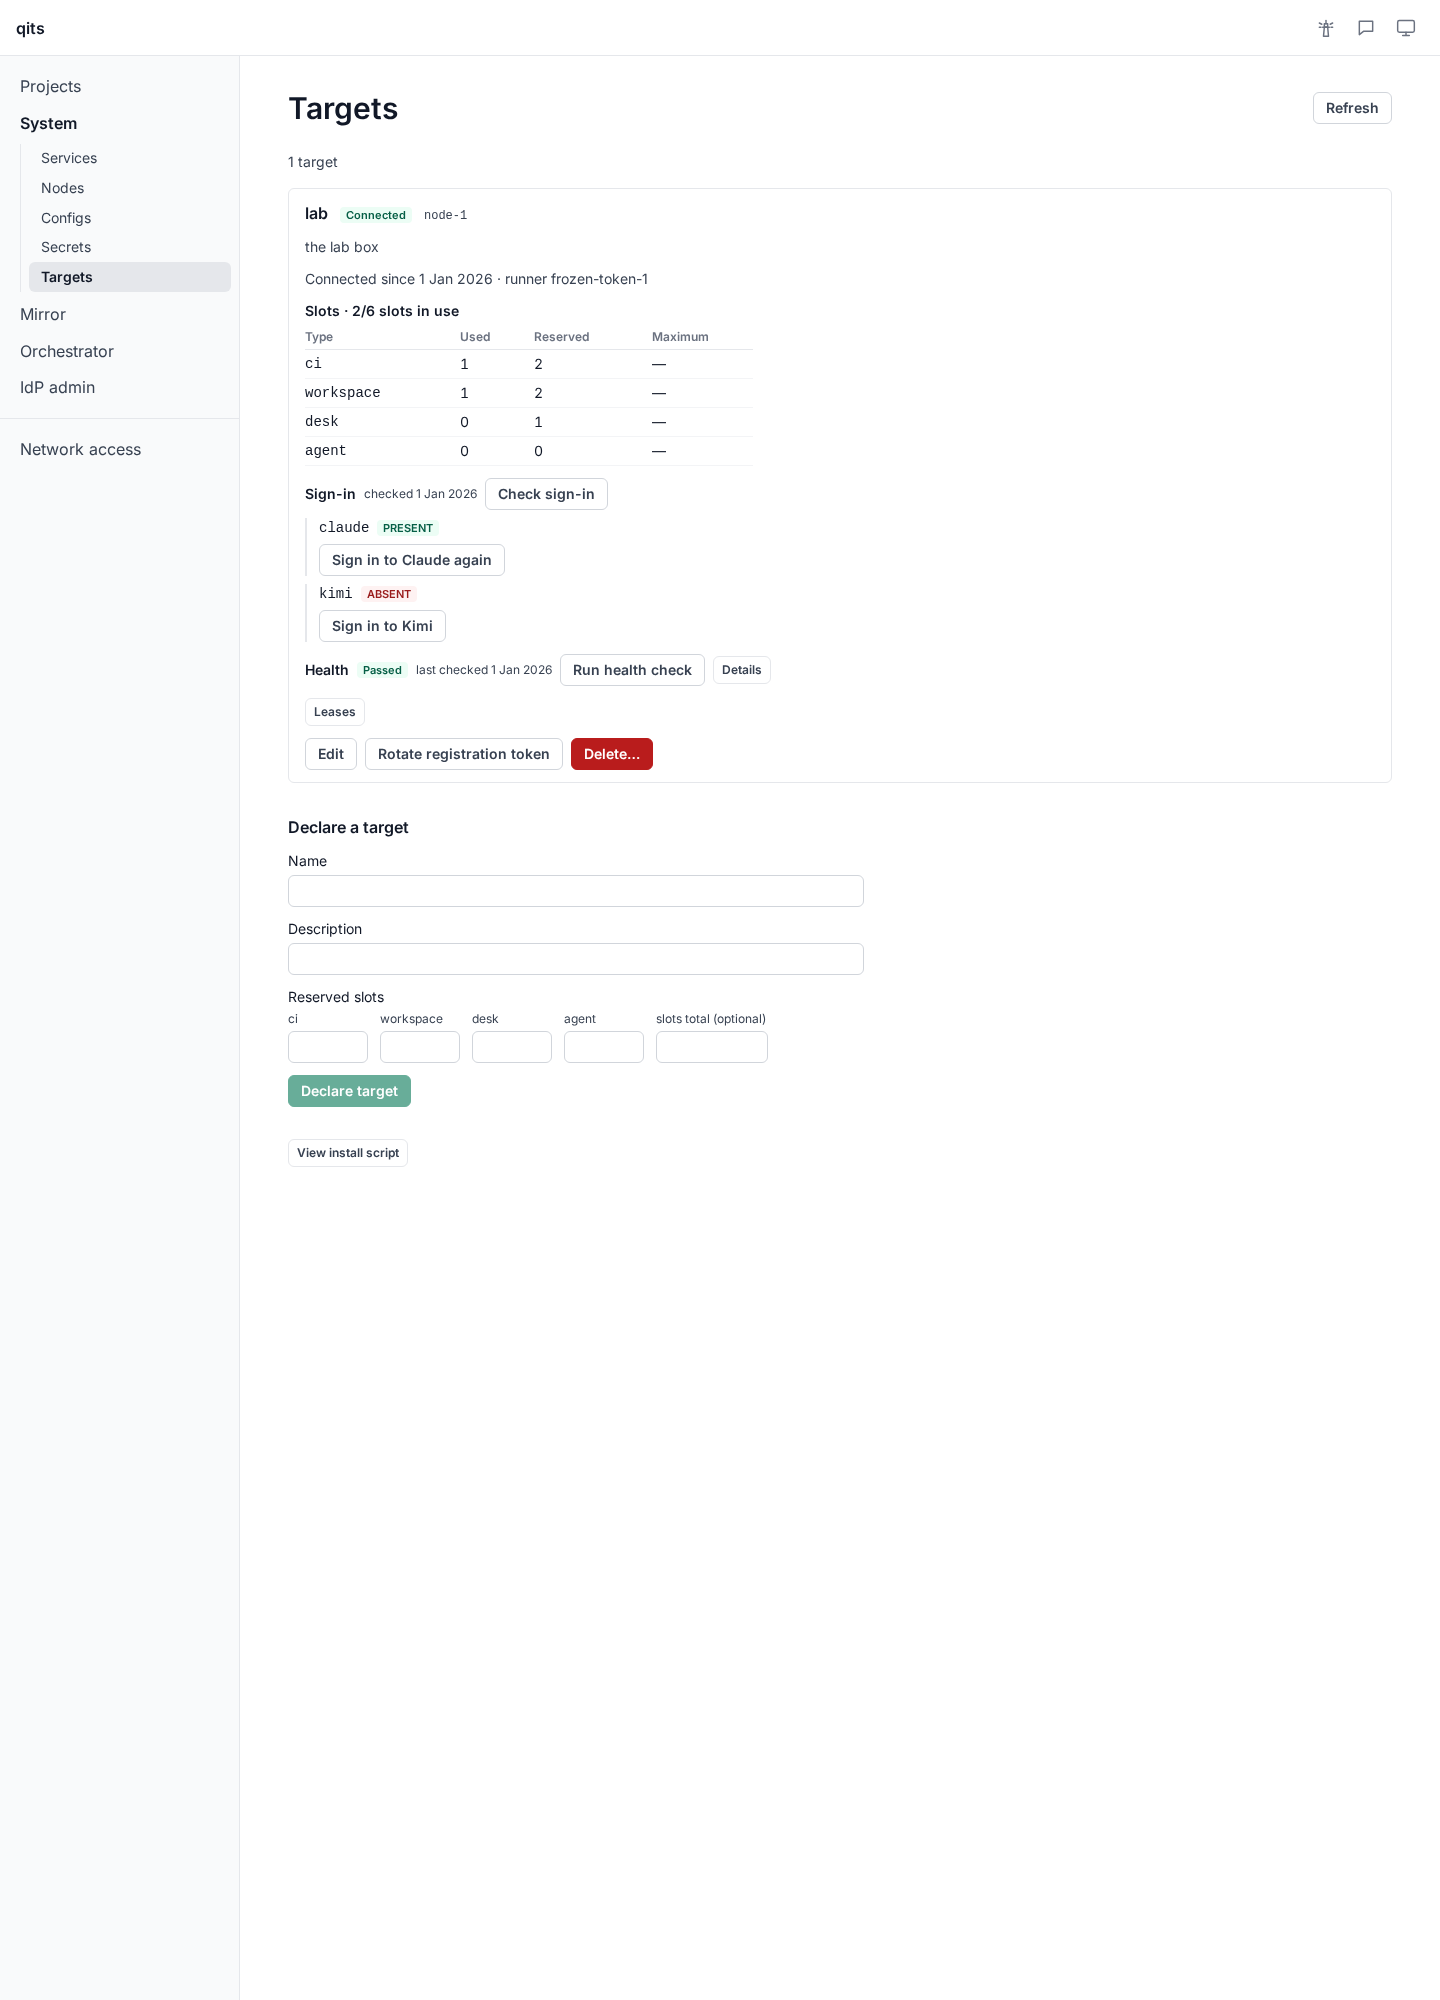 qits
Projects
System
Services
Nodes
Configs
Secrets
Targets
Mirror
Orchestrator
IdP admin
Network access
Targets
Refresh
1 target
lab Connected node-1
the lab box
Connected since 1 Jan 2026 · runner frozen-token-1
Slots · 2/6 slots in use
Type Used Reserved Maximum
ci 1 2 —
workspace 1 2 —
desk 0 1 —
agent 0 0 —
Sign-in checked 1 Jan 2026 Check sign-in
claude PRESENT
Sign in to Claude again
kimi ABSENT
Sign in to Kimi
Health Passed last checked 1 Jan 2026 Run health check Details
Leases
Edit Rotate registration token Delete…
Declare a target
Name
Description
Reserved slots
ci workspace desk agent slots total (optional)
Declare target
View install script